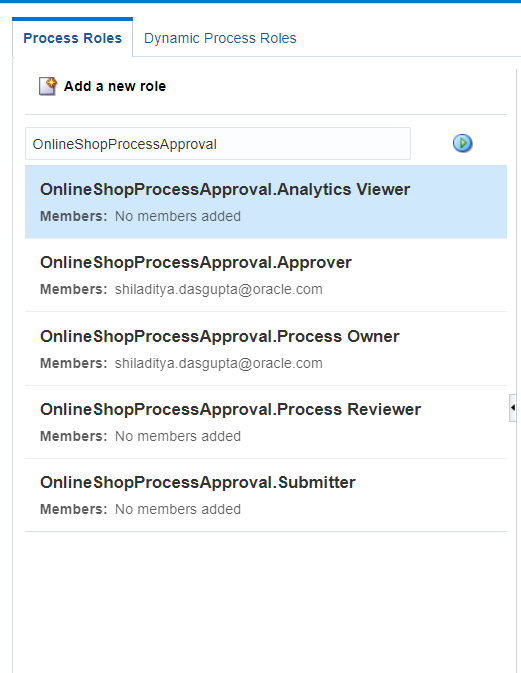 Process Roles Dynamic Process Roles
Add a new role
OnlineShopProcessApproval
OnlineShopProcessApproval.Analytics Viewer
Members: No members added
OnlineShopProcessApproval.Approver
Members: shiladitya.dasgupta@oracle.com
OnlineShopProcessApproval.Process Owner
Members: shiladitya.dasgupta@oracle.com
OnlineShopProcessApproval.Process Reviewer
Members: No members added
OnlineShopProcessApproval.Submitter
Members: No members added